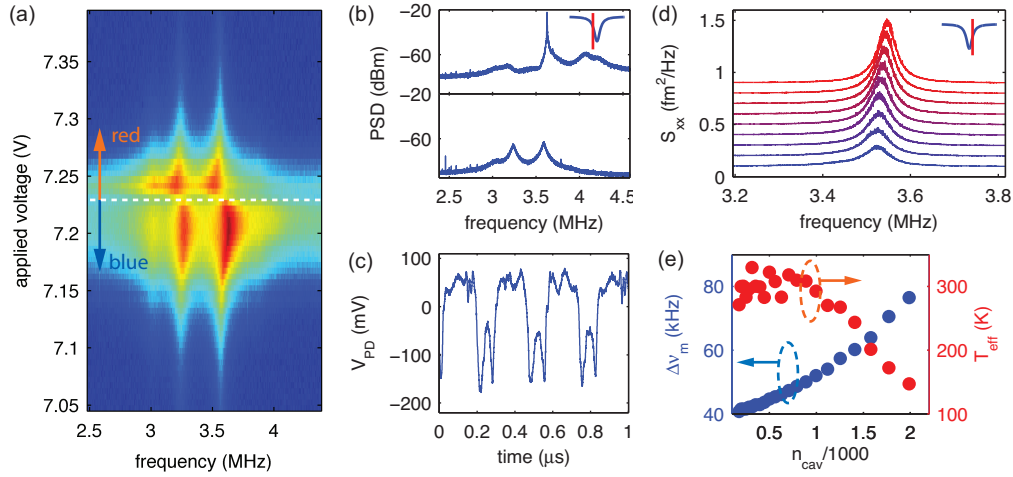 (a)
applied voltage (V)
7.35
7.3
7.25
7.2
7.15
7.1
7.05
red
blue
2.5 3 3.5 4
frequency (MHz)
(b)
PSD (dBm)
−20
−60
−20
−60
2.5 3 3.5 4 4.5
frequency (MHz)
(c)
V_PD (mV)
100
0
−100
−200
0 0.2 0.4 0.6 0.8 1
time (μs)
(d)
S_xx (fm²/Hz)
1.5
1
0.5
0
3.2 3.4 3.6 3.8
frequency (MHz)
(e)
Δν_m (kHz)
80
60
40
300
200
100
T_eff (K)
0.5 1 1.5 2
n_cav/1000